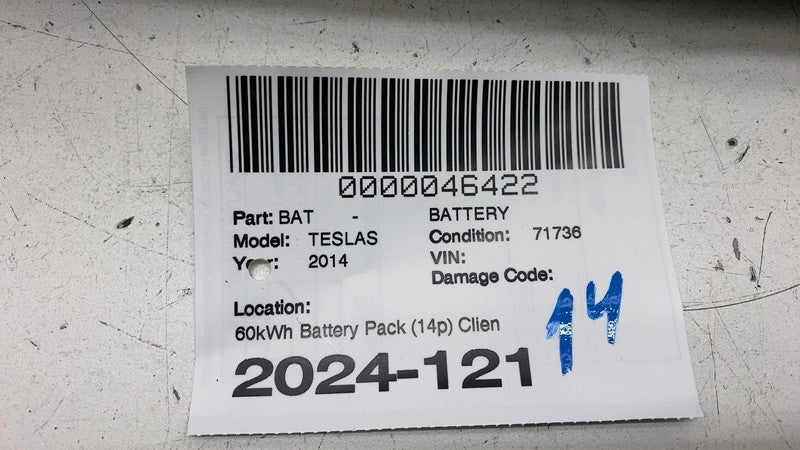 0000046422
Part: BAT - BATTERY
Model: TESLAS Condition: 71736
Year: 2014 VIN:
Damage Code:
Location:
60kWh Battery Pack (14p) Clien
2024-121
14